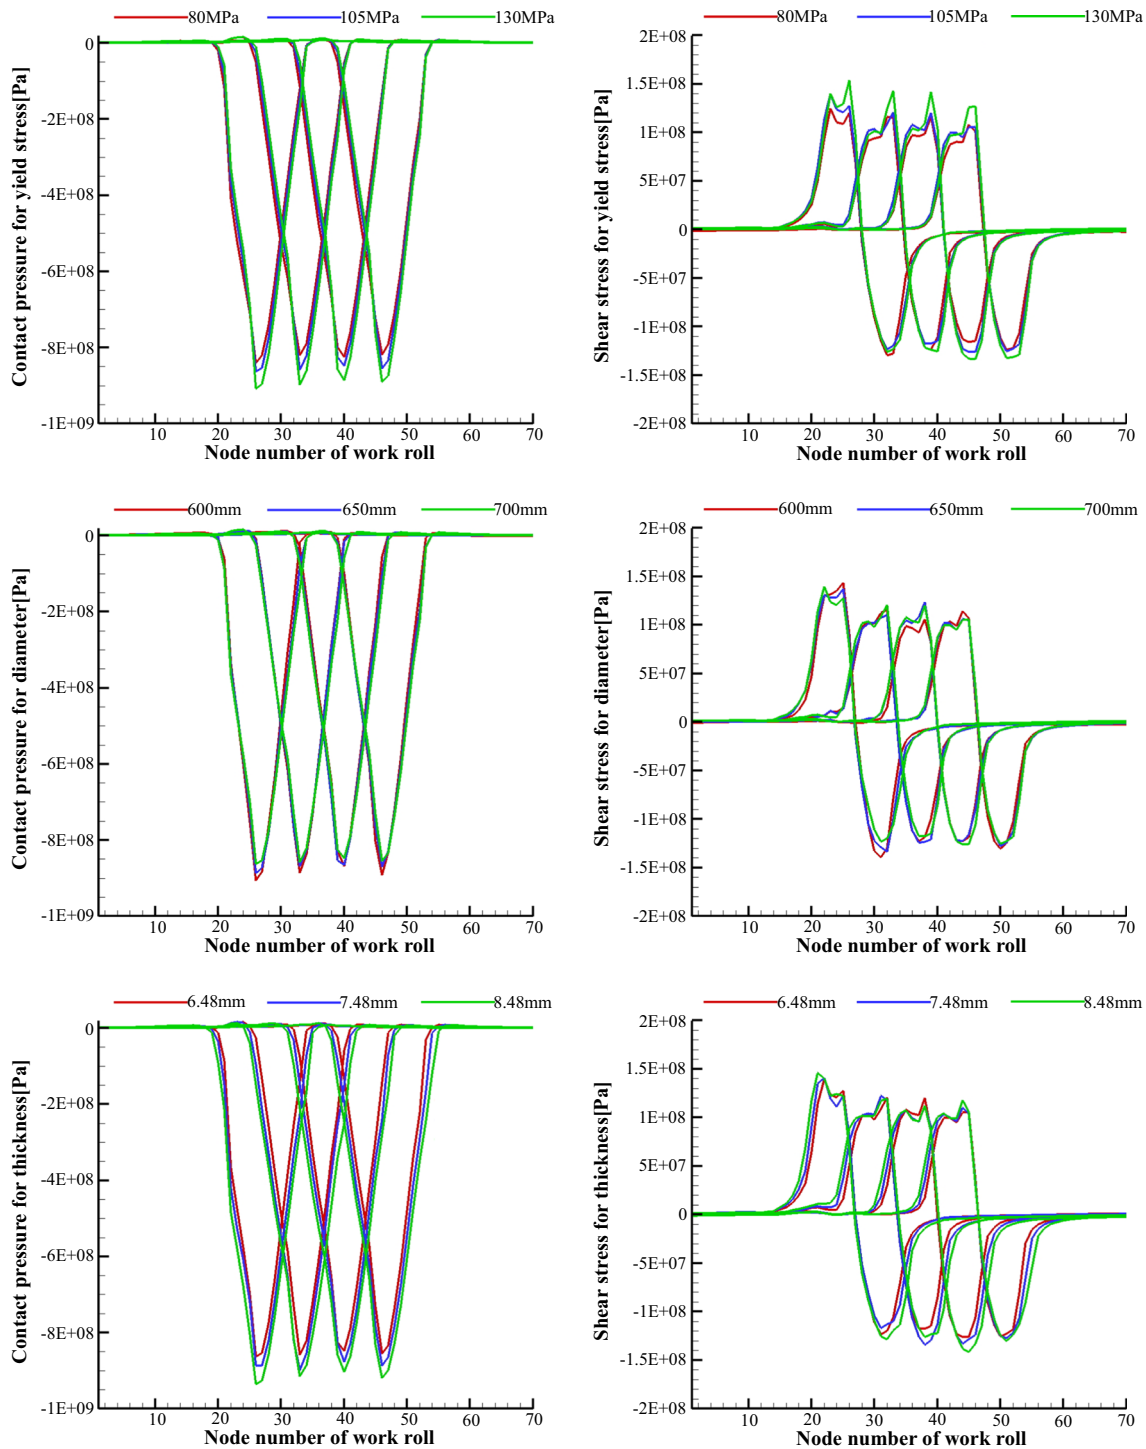 80MPa 105MPa 130MPa
Contact pressure for yield stress[Pa]
0
-2E+08
-4E+08
-6E+08
-8E+08
-1E+09
10 20 30 40 50 60 70
Node number of work roll
80MPa 105MPa 130MPa
Shear stress for yield stress[Pa]
2E+08
1.5E+08
1E+08
5E+07
0
-5E+07
-1E+08
-1.5E+08
-2E+08
10 20 30 40 50 60 70
Node number of work roll
600mm 650mm 700mm
Contact pressure for diameter[Pa]
0
-2E+08
-4E+08
-6E+08
-8E+08
-1E+09
10 20 30 40 50 60 70
Node number of work roll
600mm 650mm 700mm
Shear stress for diameter[Pa]
2E+08
1.5E+08
1E+08
5E+07
0
-5E+07
-1E+08
-1.5E+08
-2E+08
10 20 30 40 50 60 70
Node number of work roll
6.48mm 7.48mm 8.48mm
Contact pressure for thickness[Pa]
0
-2E+08
-4E+08
-6E+08
-8E+08
-1E+09
10 20 30 40 50 60 70
Node number of work roll
6.48mm 7.48mm 8.48mm
Shear stress for thickness[Pa]
2E+08
1.5E+08
1E+08
5E+07
0
-5E+07
-1E+08
-1.5E+08
-2E+08
10 20 30 40 50 60 70
Node number of work roll